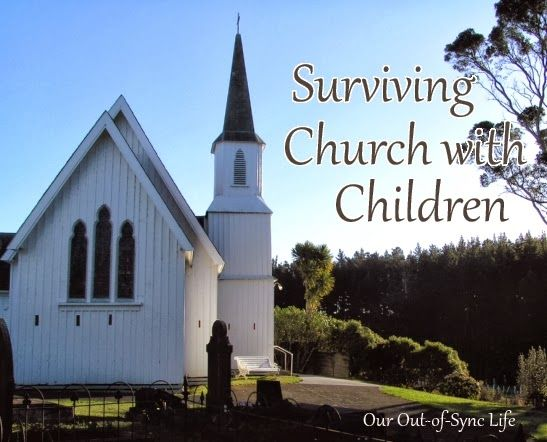 Surviving
Church with
Children
Our Out-of-Sync Life